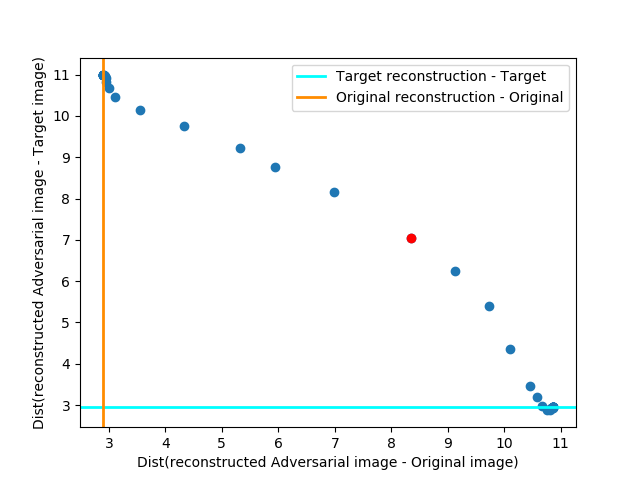 Target reconstruction - Target
Original reconstruction - Original
11
10
9
8
7
6
5
4
3
Dist(reconstructed Adversarial image - Target image)
3 4 5 6 7 8 9 10 11
Dist(reconstructed Adversarial image - Original image)